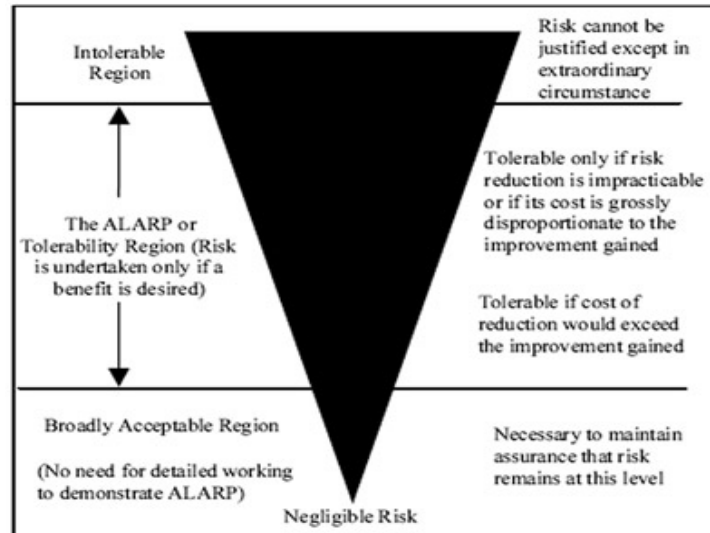 Intolerable
Region
Risk cannot be
justified except in
extraordinary
circumstance
The ALARP or
Tolerability Region (Risk
is undertaken only if a
benefit is desired)
Tolerable only if risk
reduction is impracticable
or if its cost is grossly
disproportionate to the
improvement gained
Tolerable if cost of
reduction would exceed
the improvement gained
Broadly Acceptable Region
(No need for detailed working
to demonstrate ALARP)
Necessary to maintain
assurance that risk
remains at this level
Negligible Risk